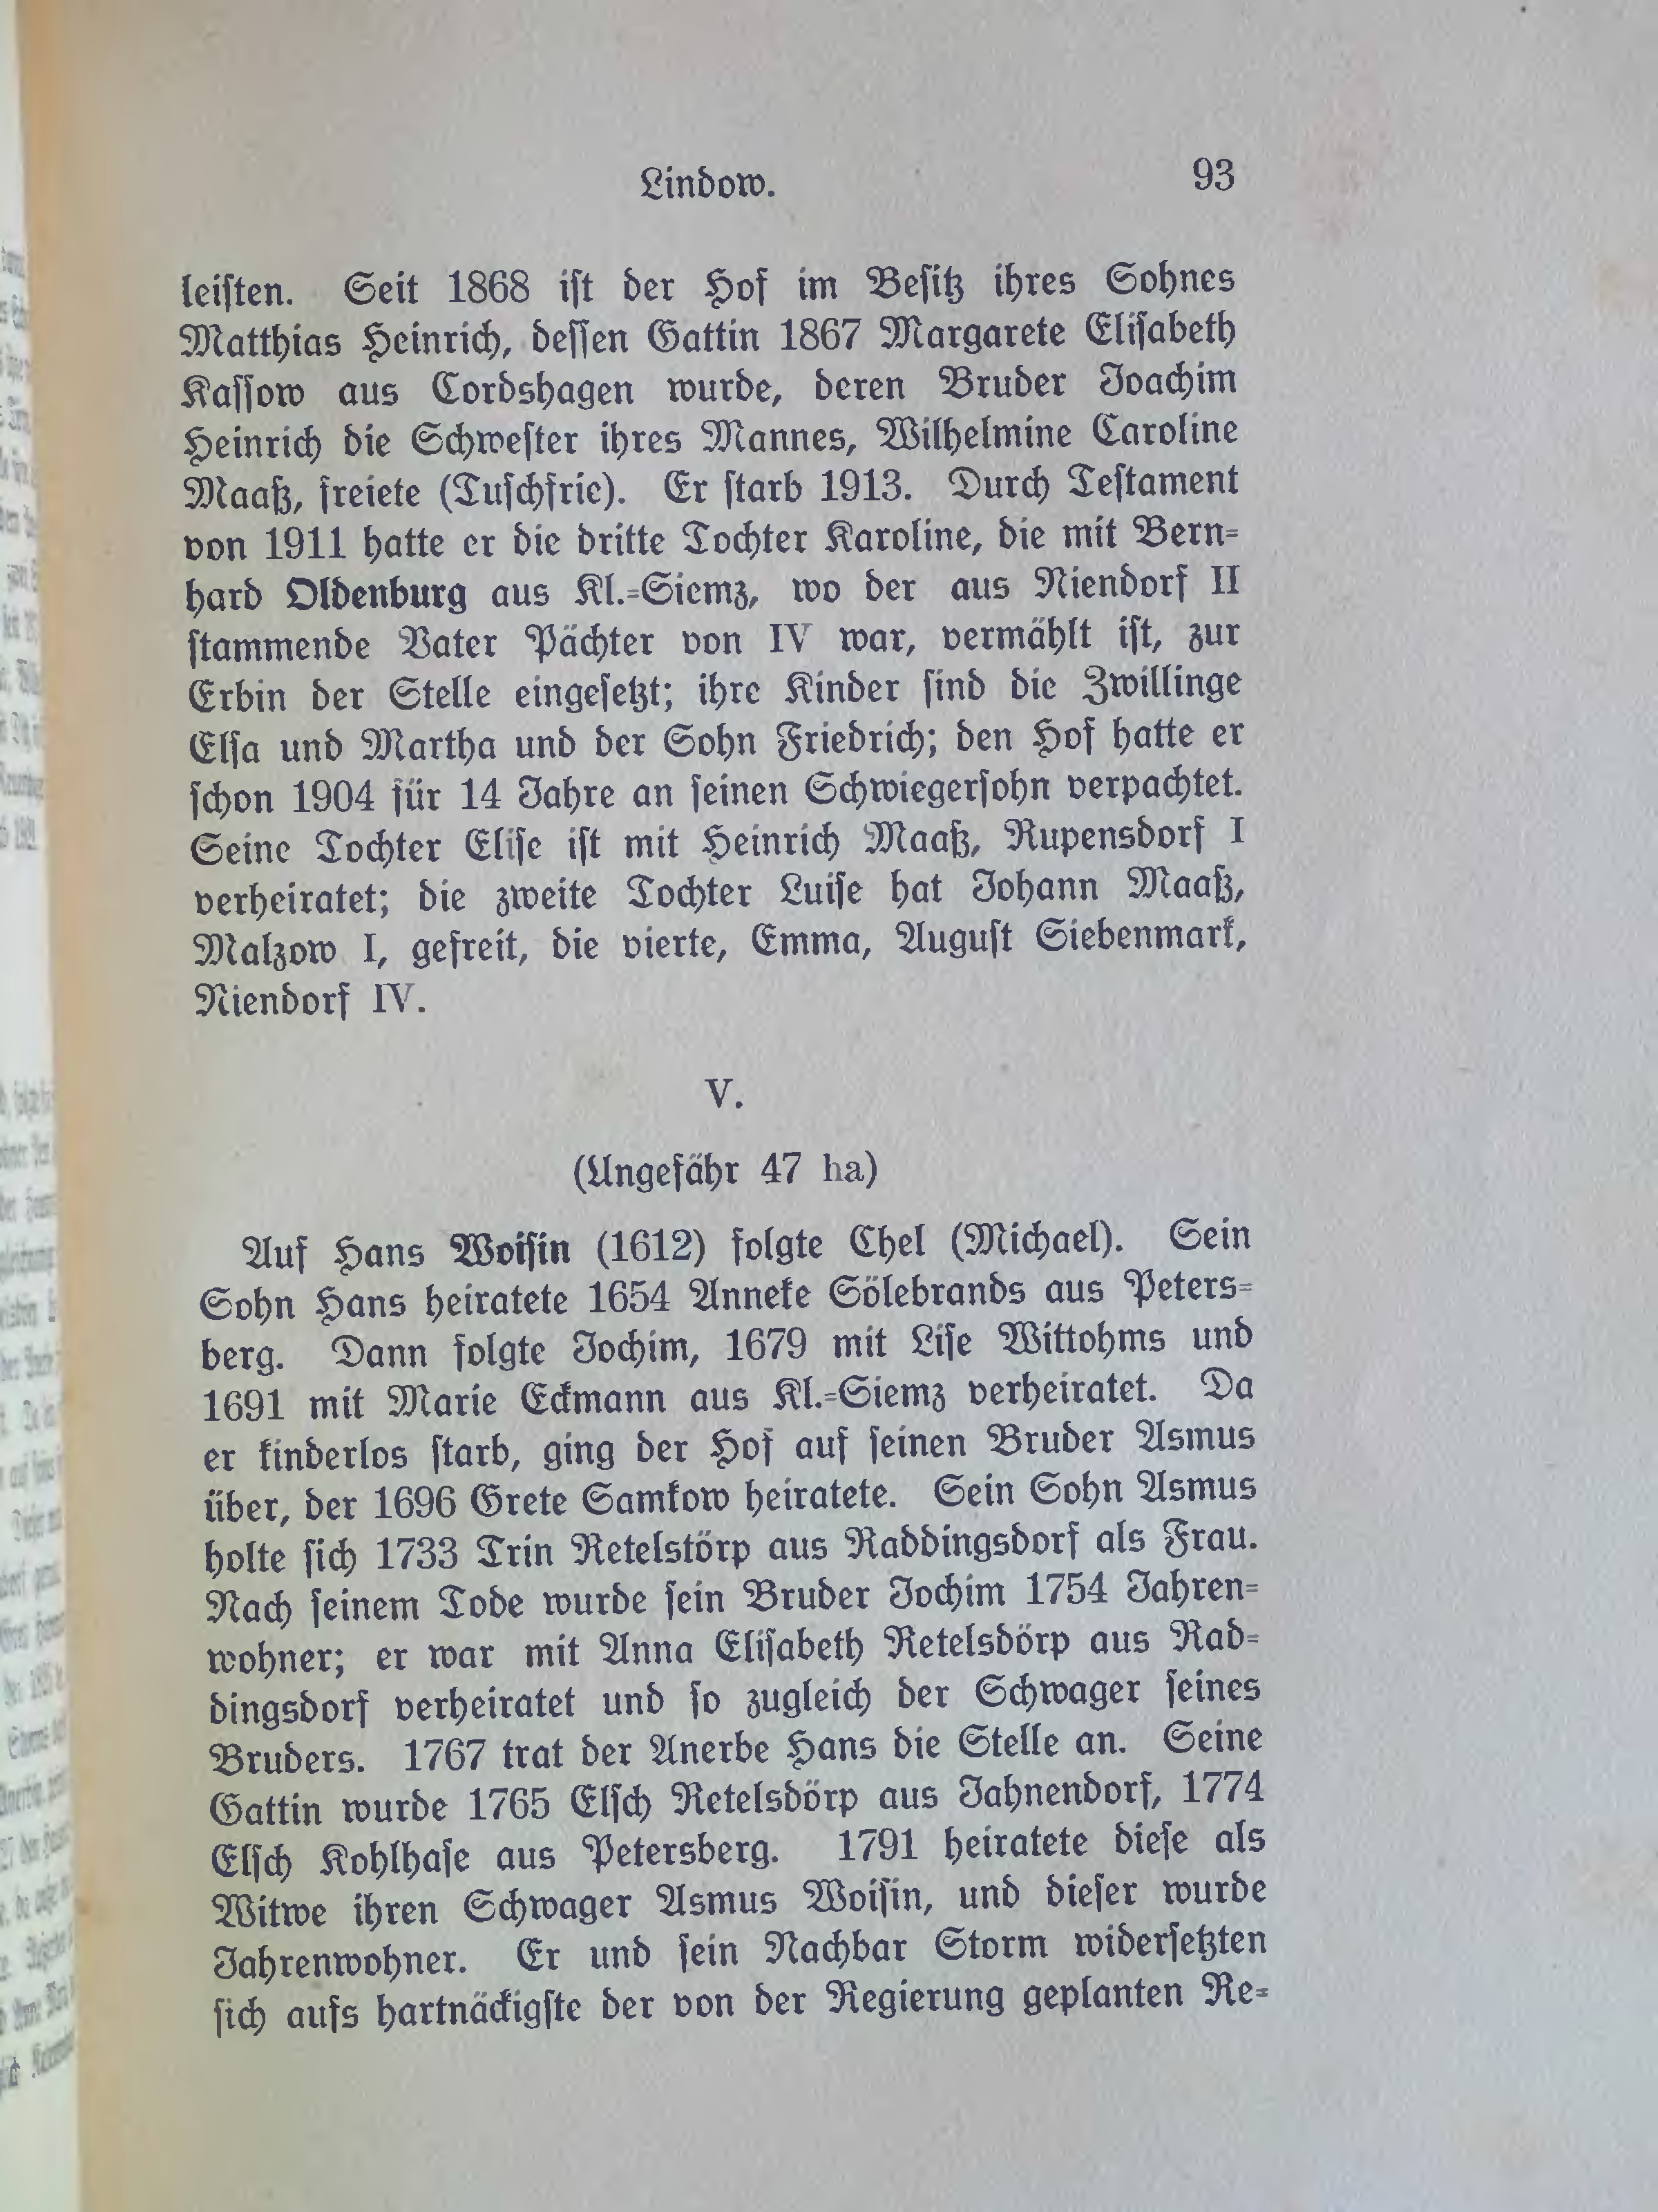 Lindow.
93
leisten. Seit 1868 ist der Hof im Besitz ihres Sohnes
Matthias Heinrich, dessen Gattin 1867 Margarete Elisabeth
Kassow aus Cordshagen wurde, deren Bruder Joachim
Heinrich die Schwester ihres Mannes, Wilhelmine Caroline
Maaß, freiete (Tuschfrie). Er starb 1913. Durch Testament
von 1911 hatte er die dritte Tochter Karoline, die mit Bern-
hard Oldenburg aus Kl.-Siemz, wo der aus Niendorf II
stammende Vater Pächter von IV war, vermählt ist, zur
Erbin der Stelle eingesetzt; ihre Kinder sind die Zwillinge
Elsa und Martha und der Sohn Friedrich; den Hof hatte er
schon 1904 für 14 Jahre an seinen Schwiegersohn verpachtet.
Seine Tochter Elise ist mit Heinrich Maaß, Rupensdorf I
verheiratet; die zweite Tochter Luise hat Johann Maaß,
Malzow I, gefreit, die vierte, Emma, August Siebenmark,
Niendorf IV.
V.
(Ungefähr 47 ha)
Auf Hans Woisin (1612) folgte Chel (Michael). Sein
Sohn Hans heiratete 1654 Anneke Sölebrands aus Peters-
berg. Dann folgte Jochim, 1679 mit Lise Wittohms und
1691 mit Marie Eckmann aus Kl.-Siemz verheiratet. Da
er kinderlos starb, ging der Hof auf seinen Bruder Asmus
über, der 1696 Grete Samkow heiratete. Sein Sohn Asmus
holte sich 1733 Trin Retelstörp aus Raddingsdorf als Frau.
Nach seinem Tode wurde sein Bruder Jochim 1754 Jahren-
wohner; er war mit Anna Elisabeth Retelsdörp aus Rad-
dingsdorf verheiratet und so zugleich der Schwager seines
Bruders. 1767 trat der Anerbe Hans die Stelle an. Seine
Gattin wurde 1765 Elsch Retelsdörp aus Jahnendorf, 1774
Elsch Kohlhase aus Petersberg. 1791 heiratete diese als
Witwe ihren Schwager Asmus Woisin, und dieser wurde
Jahrenwohner. Er und sein Nachbar Storm widersetzten
sich aufs hartnäckigste der von der Regierung geplanten Re-